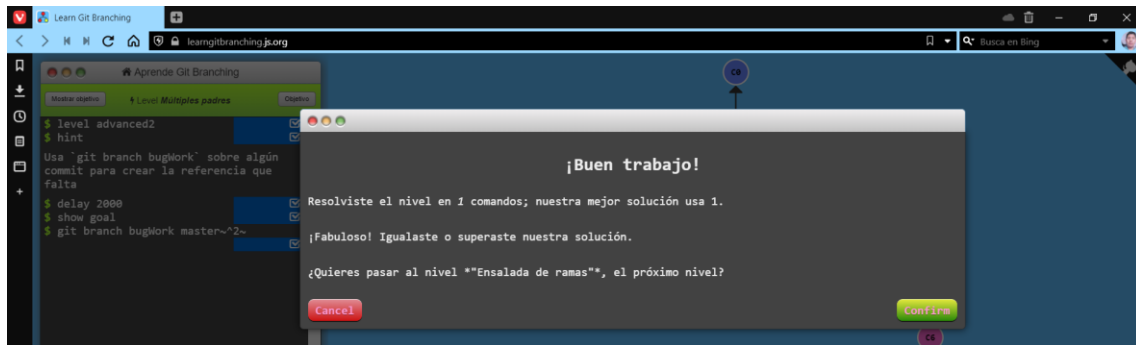 Learn Git Branching
learngitbranching.js.org
Busca en Bing
Aprende Git Branching
Mostrar objetivo
Level Múltiples padres
Objetivo
$ level advanced2
$ hint
Usa `git branch bugWork` sobre algún
commit para crear la referencia que
falta
$ delay 2000
$ show goal
$ git branch bugWork master~^2~
C0
¡Buen trabajo!
Resolviste el nivel en 1 comandos; nuestra mejor solución usa 1.
¡Fabuloso! Igualaste o superaste nuestra solución.
¿Quieres pasar al nivel *"Ensalada de ramas"*, el próximo nivel?
Cancel
Confirm
C6